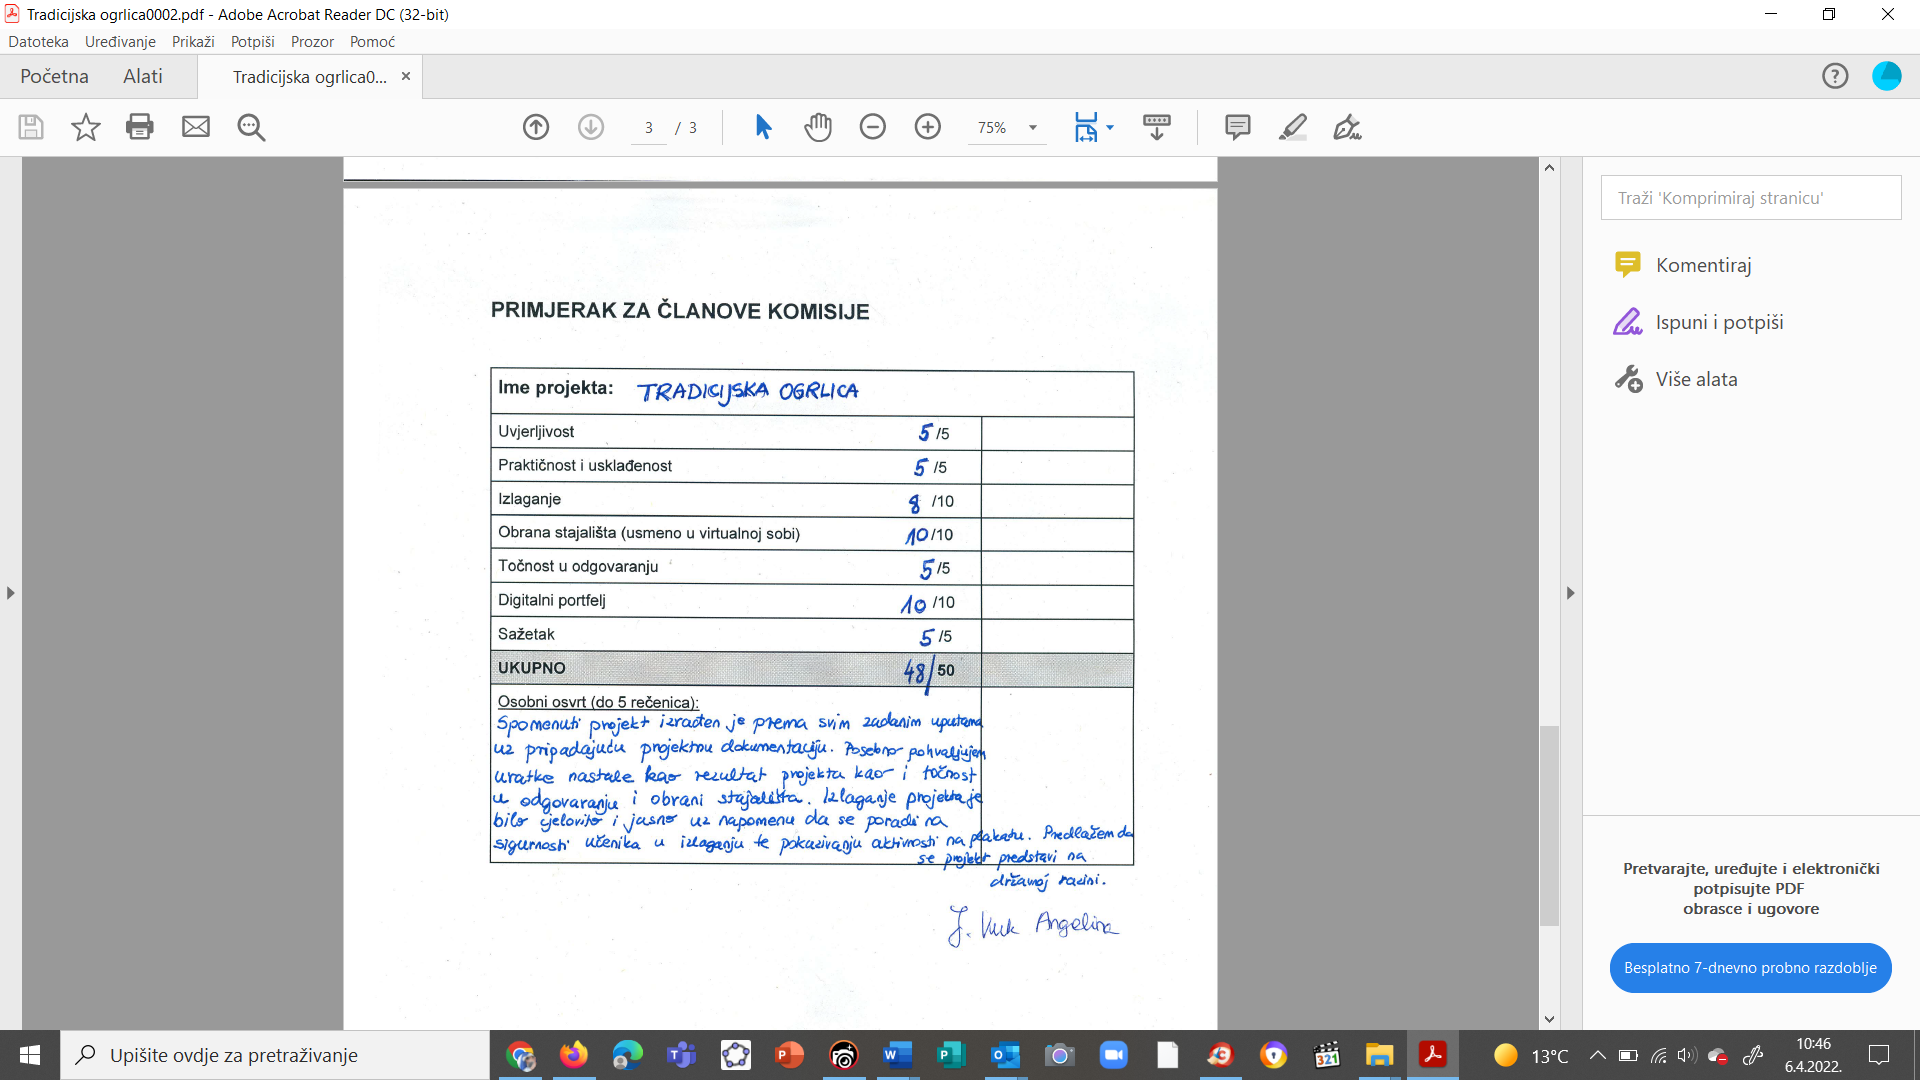 Tradicijska ogrlica0002.pdf - Adobe Acrobat Reader DC (32-bit)
Datoteka Uređivanje Prikaži Potpiši Prozor Pomoć
Početna Alati Tradicijska ogrlica0... ×
3 / 3 75%
Traži 'Komprimiraj stranicu'
Komentiraj
Ispuni i potpiši
Više alata
PRIMJERAK ZA ČLANOVE KOMISIJE
Ime projekta: TRADICIJSKA OGRLICA
Uvjerljivost 5/5
Praktičnost i usklađenost 5/5
Izlaganje 8/10
Obrana stajališta (usmeno u virtualnoj sobi) 10/10
Točnost u odgovaranju 5/5
Digitalni portfelj 10/10
Sažetak 5/5
UKUPNO 48/50
Osobni osvrt (do 5 rečenica):
Spomenuti projekt izrađen je prema svim zadanim uputama
uz pripadajuću projektnu dokumentaciju. Posebno pohvaljujem
uratke nastale kao rezultat projekta kao i točnost
u odgovaranju i obrani stajališta. Izlaganje projekta je
bilo cjelovito i jasno uz napomenu da se poradi na
sigurnosti učenika u izlaganju te pokazivanju aktivnosti na plakatu. Predlažem da
se projekt predstavi na
državnoj razini.
J. Kuk Angelina
Pretvarajte, uređujte i elektronički
potpisujte PDF
obrasce i ugovore
Besplatno 7-dnevno probno razdoblje
Upišite ovdje za pretraživanje
321
13°C
10:46
6.4.2022.